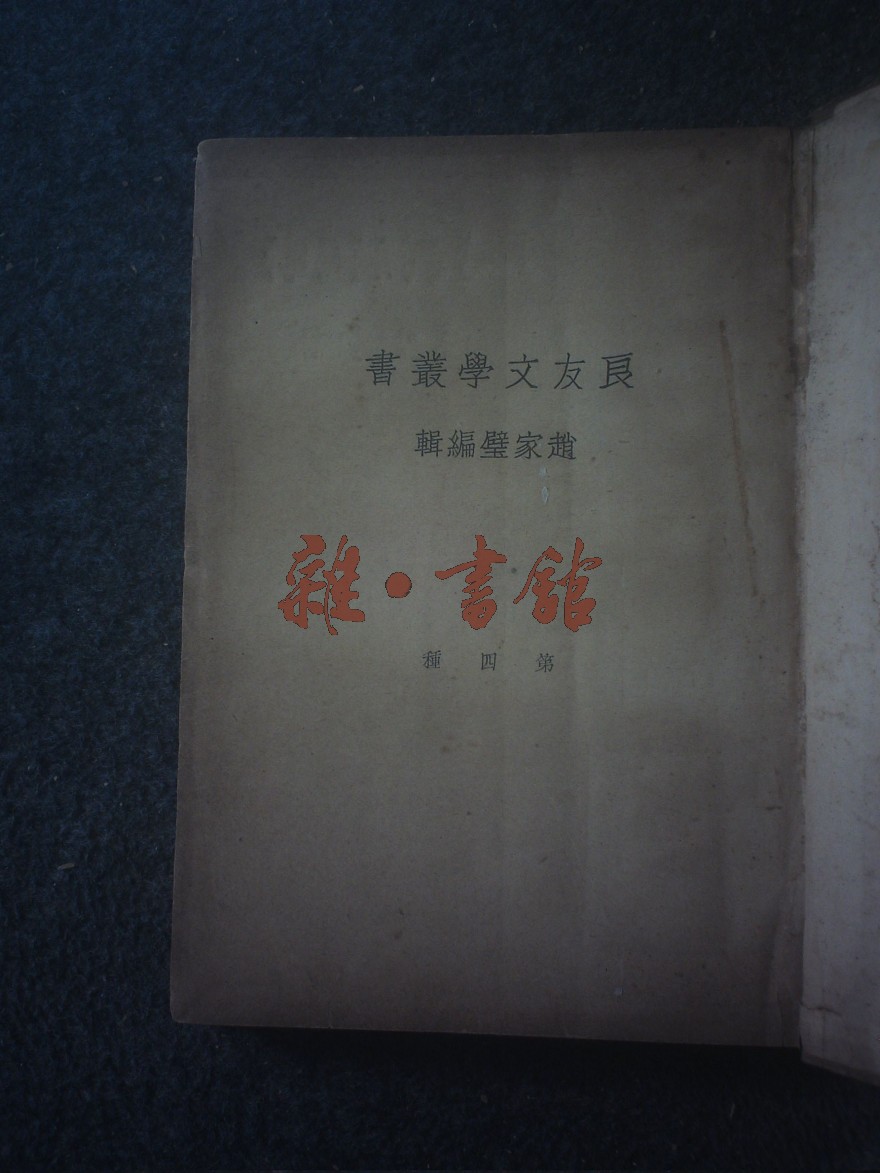 良友文學叢書
趙家璧編輯
雜·書館
第四種